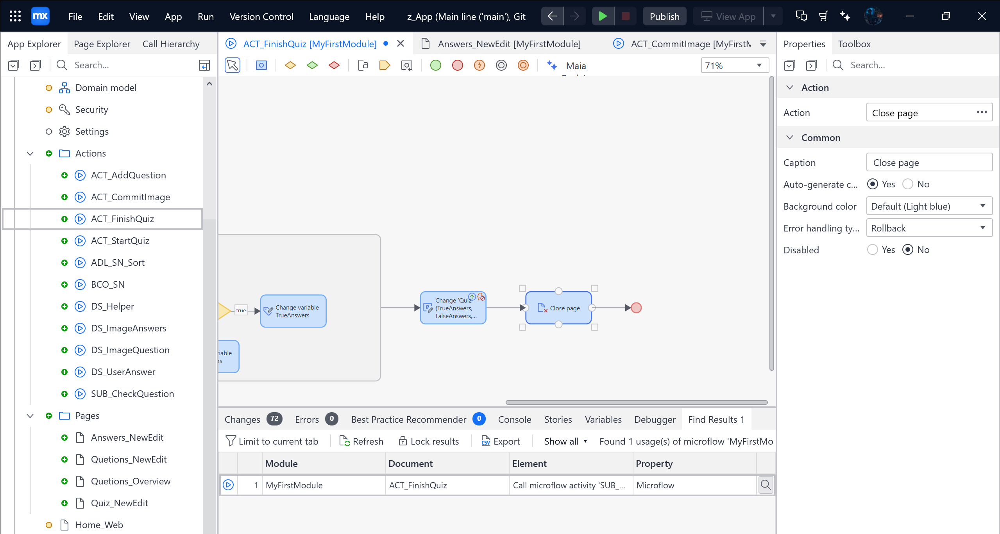 mx File Edit View App Run Version Control Language Help z_App (Main line ('main'), Git Publish View App
App Explorer Page Explorer Call Hierarchy
Search...
Domain model
Security
Settings
Actions
ACT_AddQuestion
ACT_CommitImage
ACT_FinishQuiz
ACT_StartQuiz
ADL_SN_Sort
BCO_SN
DS_Helper
DS_ImageAnswers
DS_ImageQuestion
DS_UserAnswer
SUB_CheckQuestion
Pages
Answers_NewEdit
Quetions_NewEdit
Quetions_Overview
Quiz_NewEdit
Home_Web
ACT_FinishQuiz [MyFirstModule] Answers_NewEdit [MyFirstModule] ACT_CommitImage [MyFirstM
Maia
71%
true
Change variable
TrueAnswers
riable
rs
Change 'Quiz'
(TrueAnswers,
FalseAnswers,...
Close page
Changes 72 Errors 0 Best Practice Recommender 0 Console Stories Variables Debugger Find Results 1
Limit to current tab Refresh Lock results CSV Export Show all Found 1 usage(s) of microflow 'MyFirstMo
Module Document Element Property
1 MyFirstModule ACT_FinishQuiz Call microflow activity 'SUB_... Microflow
Properties Toolbox
Search...
Action
Action Close page ...
Common
Caption Close page
Auto-generate c... Yes No
Background color Default (Light blue)
Error handling ty... Rollback
Disabled Yes No